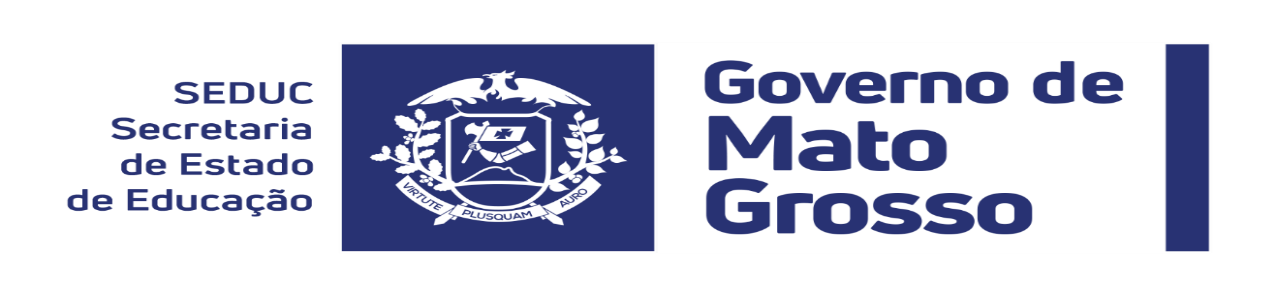 SEDUC
Secretaria
de Estado
de Educação
VIRTUTE PLUSQUAM AURO
Governo de
Mato
Grosso